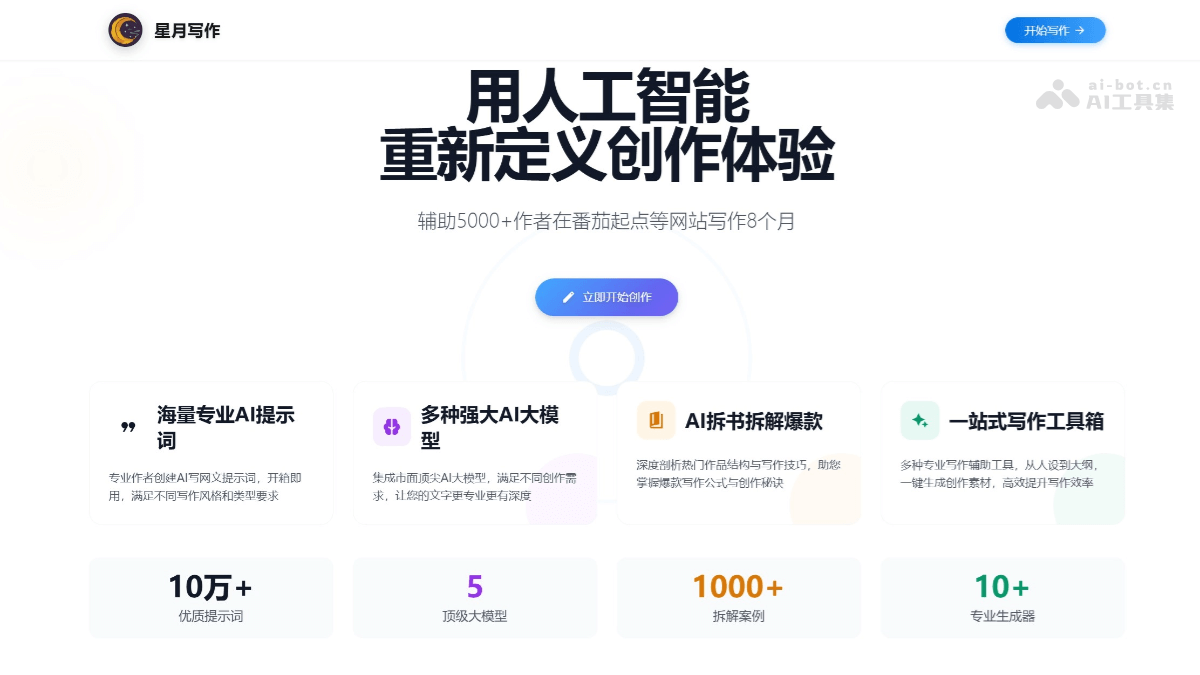 星月写作
开始写作 →
ai-bot.cn
AI工具集
用人工智能
重新定义创作体验
辅助5000+作者在番茄起点等网站写作8个月
立即开始创作
海量专业AI提示
词
专业作者创建AI写网文提示词，开箱即
用，满足不同写作风格和类型要求
多种强大AI大模
型
集成市面顶尖AI大模型，满足不同创作需
求，让您的文字更专业更有深度
AI拆书拆解爆款
深度剖析热门作品结构与写作技巧，助您
掌握爆款写作公式与创作秘诀
一站式写作工具箱
多种专业写作辅助工具，从人设到大纲，
一键生成创作素材，高效提升写作效率
10万+
优质提示词
5
顶级大模型
1000+
拆解案例
10+
专业生成器